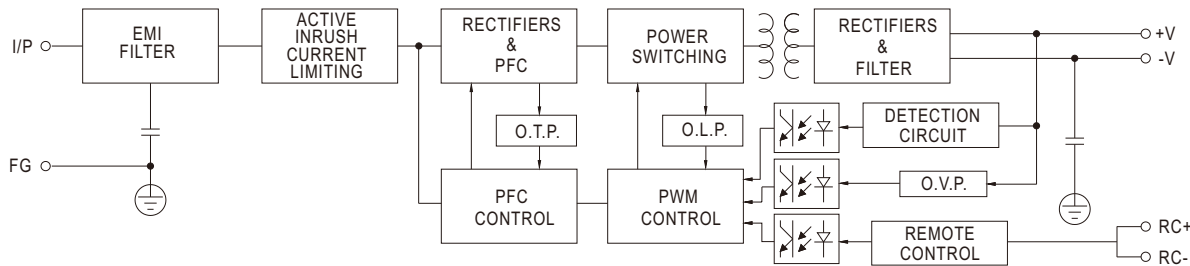 I/P
EMI
FILTER
ACTIVE
INRUSH
CURRENT
LIMITING
RECTIFIERS
&
PFC
POWER
SWITCHING
RECTIFIERS
&
FILTER
+V
-V
O.T.P.
O.L.P.
DETECTION
CIRCUIT
FG
PFC
CONTROL
PWM
CONTROL
O.V.P.
REMOTE
CONTROL
RC+
RC-